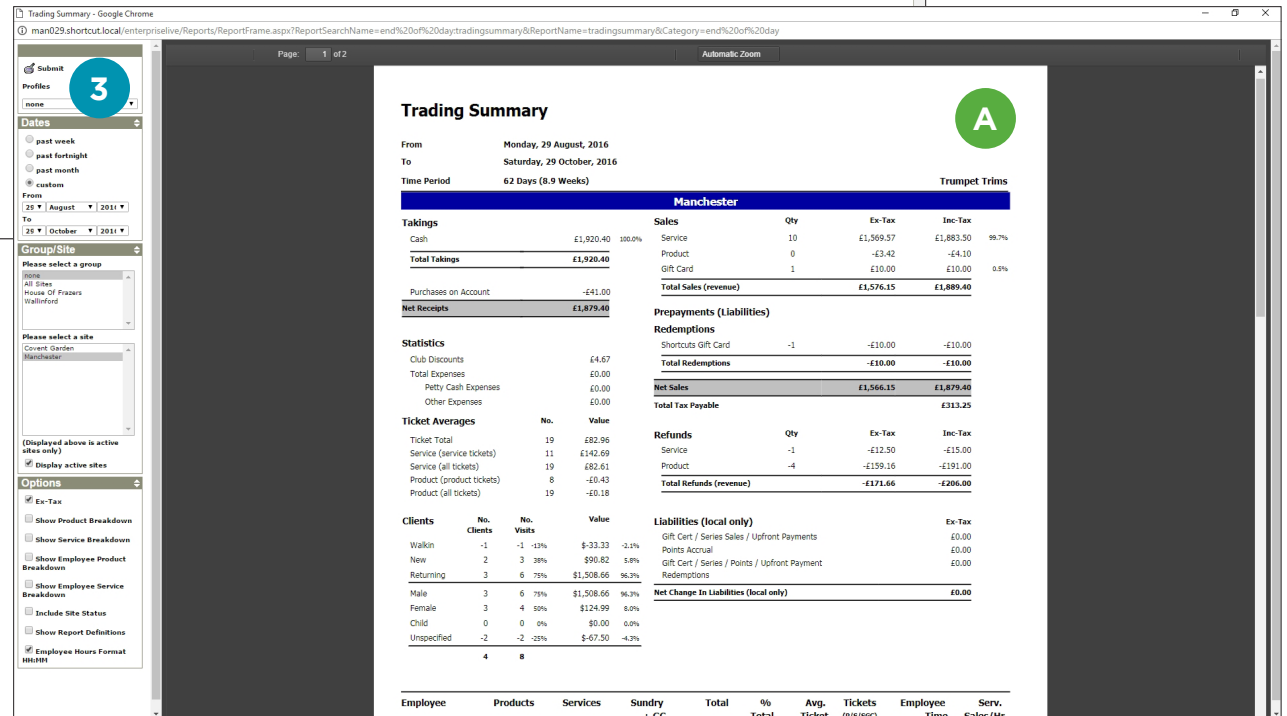 Trading Summary - Google Chrome
man029.shortcut.local/enterpriselive/Reports/ReportFrame.aspx?ReportSearchName=end%20of%20day:tradingsummary&ReportName=tradingsummary&Category=end%20of%20day
Submit
3
Profiles
none
Dates
past week
past fortnight
past month
custom
From
29 August 201
To
29 October 201
Group/Site
Please select a group
none
All Sites
House Of Frazers
Wallinford
Please select a site
Covent Garden
Manchester
(Displayed above is active
sites only)
Display active sites
Options
Ex-Tax
Show Product Breakdown
Show Service Breakdown
Show Employee Product
Breakdown
Show Employee Service
Breakdown
Include Site Status
Show Report Definitions
Employee Hours Format
HH:MM
Page: 1 of 2 Automatic Zoom
Trading Summary
A
From Monday, 29 August, 2016
To Saturday, 29 October, 2016
Time Period 62 Days (8.9 Weeks) Trumpet Trims
Manchester
Takings
Cash £1,920.40 100.0%
Total Takings £1,920.40
Purchases on Account -£41.00
Net Receipts £1,879.40
Statistics
Club Discounts £4.67
Total Expenses £0.00
Petty Cash Expenses £0.00
Other Expenses £0.00
Ticket Averages No. Value
Ticket Total 19 £82.96
Service (service tickets) 11 £142.69
Service (all tickets) 19 £82.61
Product (product tickets) 8 -£0.43
Product (all tickets) 19 -£0.18
Clients No. Clients No. Visits Value
Walkin -1 -1 -13% $-33.33 -2.1%
New 2 3 38% $90.82 5.8%
Returning 3 6 75% $1,508.66 96.3%
Male 3 6 75% $1,508.66 96.3%
Female 3 4 50% $124.99 8.0%
Child 0 0 0% $0.00 0.0%
Unspecified -2 -2 -25% $-67.50 -4.3%
4 8
Sales Qty Ex-Tax Inc-Tax
Service 10 £1,569.57 £1,883.50 99.7%
Product 0 -£3.42 -£4.10
Gift Card 1 £10.00 £10.00 0.5%
Total Sales (revenue) £1,576.15 £1,889.40
Prepayments (Liabilities)
Redemptions
Shortcuts Gift Card -1 -£10.00 -£10.00
Total Redemptions -£10.00 -£10.00
Net Sales £1,566.15 £1,879.40
Total Tax Payable £313.25
Refunds Qty Ex-Tax Inc-Tax
Service -1 -£12.50 -£15.00
Product -4 -£159.16 -£191.00
Total Refunds (revenue) -£171.66 -£206.00
Liabilities (local only) Ex-Tax
Gift Cert / Series Sales / Upfront Payments £0.00
Points Accrual £0.00
Gift Cert / Series / Points / Upfront Payment £0.00
Redemptions
Net Change In Liabilities (local only) £0.00
Employee Products Services Sundry Total % Avg. Tickets Employee Serv.
+ GC Total Ticket (P/S/SGC) Time Sales/Hr